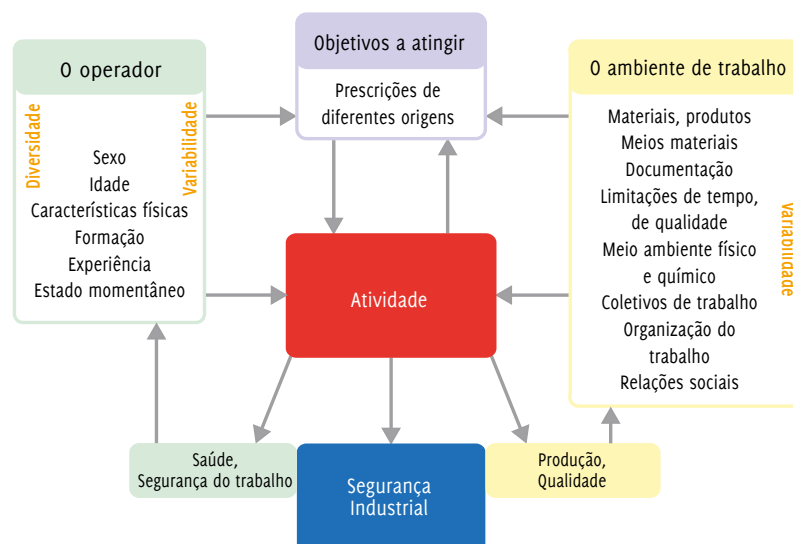 O operador
Diversidade
Variabilidade
Sexo
Idade
Características físicas
Formação
Experiência
Estado momentâneo
Objetivos a atingir
Prescrições de
diferentes origens
O ambiente de trabalho
Materiais, produtos
Meios materiais
Documentação
Limitações de tempo,
de qualidade
Meio ambiente físico
e químico
Coletivos de trabalho
Organização do
trabalho
Relações sociais
Variabilidade
Atividade
Saúde,
Segurança do trabalho
Segurança
Industrial
Produção,
Qualidade